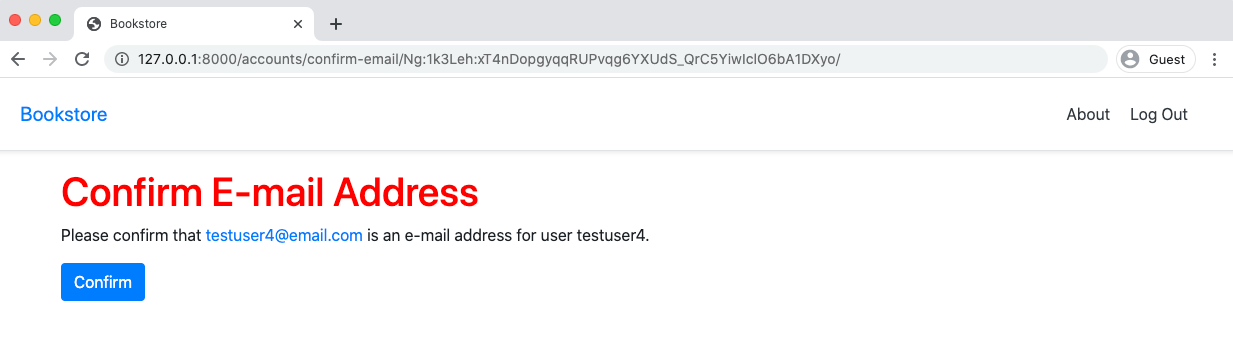 Bookstore
127.0.0.1:8000/accounts/confirm-email/Ng:1k3Leh:xT4nDopgyqqRUPvqg6YXUdS_QrC5YiwIclO6bA1DXyo/ Guest
Bookstore About Log Out
Confirm E-mail Address
Please confirm that testuser4@email.com is an e-mail address for user testuser4.
Confirm